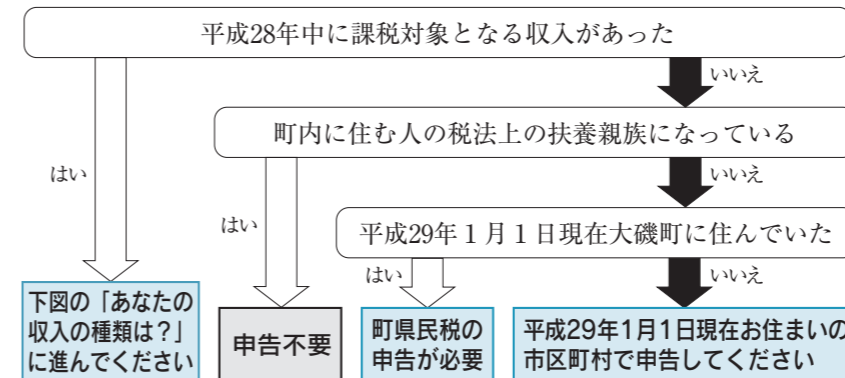 平成28年中に課税対象となる収入があった
いいえ
町内に住む人の税法上の扶養親族になっている
はい
いいえ
はい
平成29年1月1日現在大磯町に住んでいた
はい
いいえ
下図の「あなたの
収入の種類は？」
に進んでください
申告不要
町県民税の
申告が必要
平成29年1月1日現在お住まいの
市区町村で申告してください